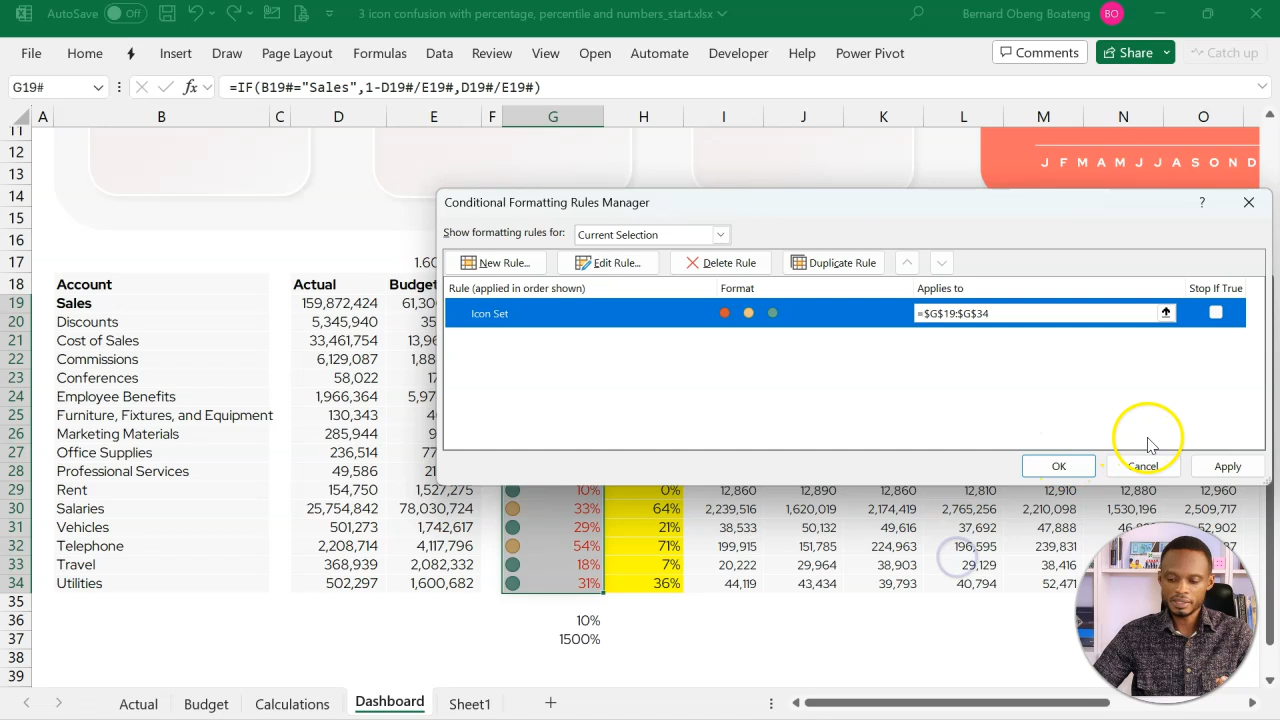 AutoSave Off 3 icon confusion with percentage, percentile and numbers_start.xlsx Bernard Obeng Boateng BO
File Home Insert Draw Page Layout Formulas Data Review View Open Automate Developer Help Power Pivot Comments Share Catch up
G19# fx =IF(B19#="Sales",1-D19#/E19#,D19#/E19#)
A B C D E F G H I J K L M N O
11
12 J F M A M J J A S O N D
13
14
15
16
17 1.60
18 Account Actual Budget
19 Sales 159,872,424 61,30
20 Discounts 5,345,940 35
21 Cost of Sales 33,461,754 13,96
22 Commissions 6,129,087 1,88
23 Conferences 58,022 17
24 Employee Benefits 1,966,364 5,97
25 Furniture, Fixtures, and Equipment 130,343 4
26 Marketing Materials 285,944 9
27 Office Supplies 236,514 77
28 Professional Services 49,586 21
29 Rent 154,750 1,527,275 10% 0% 12,860 12,890 12,860 12,810 12,910 12,880 12,960
30 Salaries 25,754,842 78,030,724 33% 64% 2,239,516 1,620,019 2,174,419 2,765,256 2,210,098 1,530,196 2,509,717
31 Vehicles 501,273 1,742,617 29% 21% 38,533 50,132 49,616 37,692 47,888 52,902
32 Telephone 2,208,714 4,117,796 54% 71% 199,915 151,785 224,963 196,595 239,831
33 Travel 368,939 2,082,332 18% 7% 20,222 29,964 38,903 29,129 38,416
34 Utilities 502,297 1,600,682 31% 36% 44,119 43,434 39,793 40,794 52,471
35
36 10%
37 1500%
38
39
Conditional Formatting Rules Manager ?
Show formatting rules for: Current Selection
New Rule... Edit Rule... Delete Rule Duplicate Rule
Rule (applied in order shown) Format Applies to Stop If True
Icon Set =$G$19:$G$34
OK Cancel Apply
Actual Budget Calculations Dashboard Sheet1